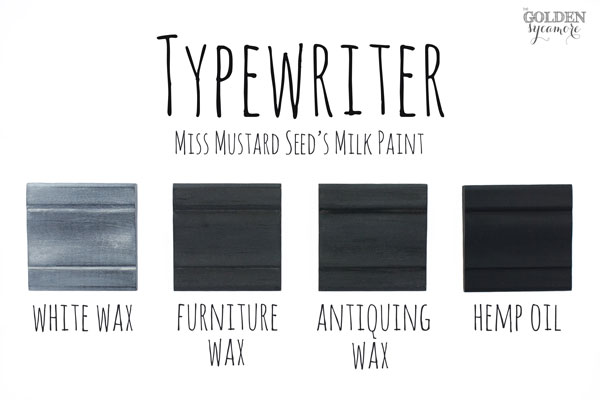 THE
GOLDEN
sycamore
TYPEWRITER
MISS MUSTARD SEED'S MILK PAINT
WHITE WAX
FURNITURE
WAX
ANTIQUING
WAX
HEMP OIL